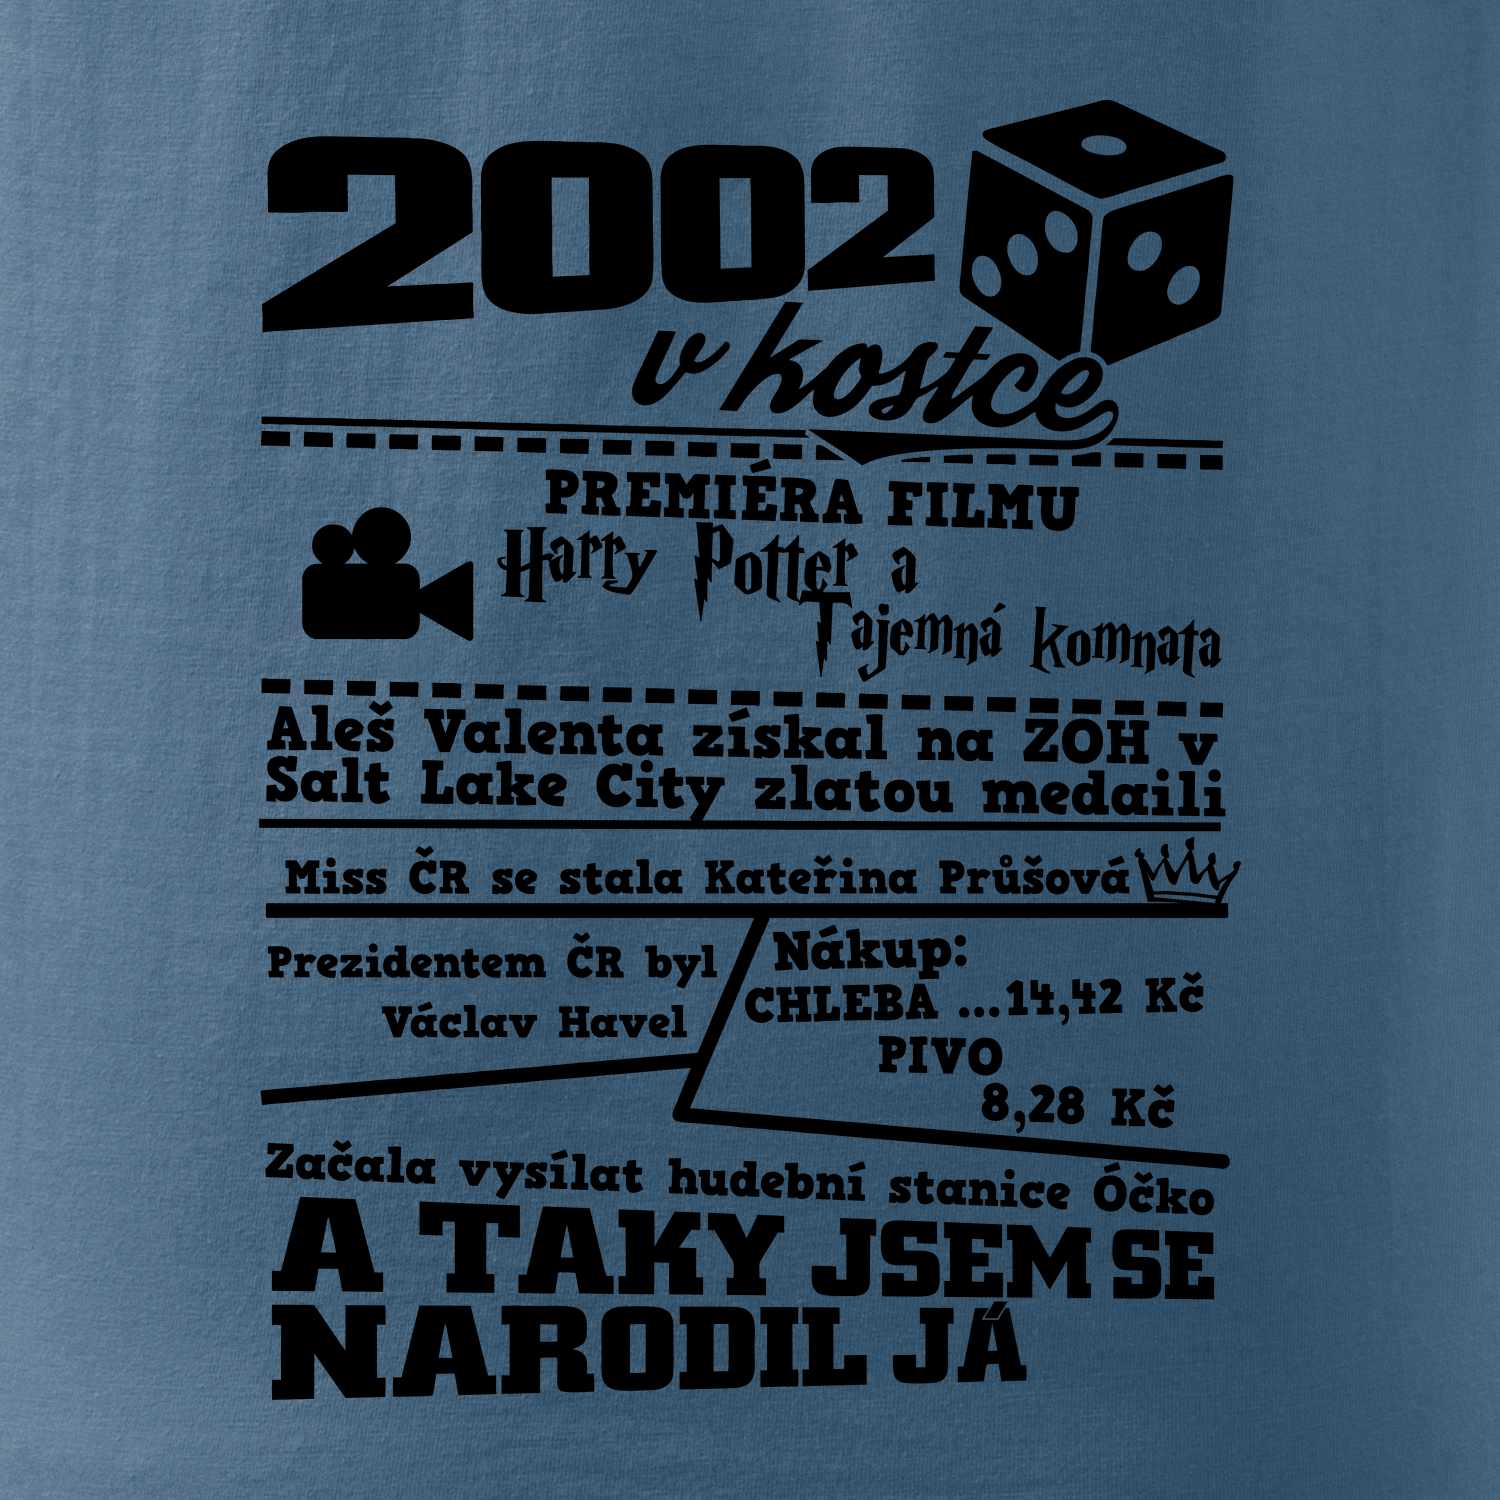 2002
v kostce
PREMIÉRA FILMU
Harry Potter a
Tajemná komnata
Aleš Valenta získal na ZOH v
Salt Lake City zlatou medaili
Miss ČR se stala Kateřina Průšová
Prezidentem ČR byl
Václav Havel
Nákup:
CHLEBA ...14,42 Kč
PIVO
8,28 Kč
Začala vysílat hudební stanice Óčko
A TAKY JSEM SE
NARODIL JÁ